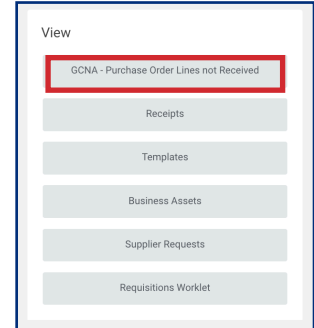 View
GCNA - Purchase Order Lines not Received
Receipts
Templates
Business Assets
Supplier Requests
Requisitions Worklet